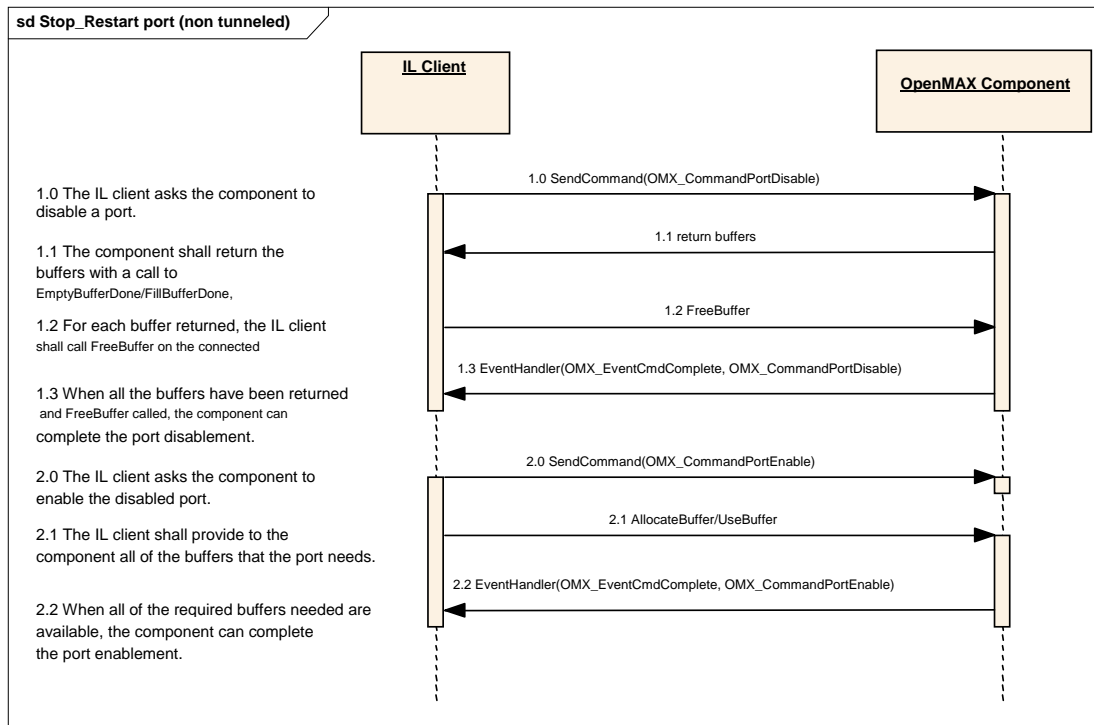 sd Stop_Restart port (non tunneled)
IL Client
OpenMAX Component
1.0 The IL client asks the component to
disable a port.
1.0 SendCommand(OMX_CommandPortDisable)
1.1 The component shall return the
buffers with a call to
EmptyBufferDone/FillBufferDone,
1.1 return buffers
1.2 For each buffer returned, the IL client
shall call FreeBuffer on the connected
1.2 FreeBuffer
1.3 When all the buffers have been returned
and FreeBuffer called, the component can
complete the port disablement.
1.3 EventHandler(OMX_EventCmdComplete, OMX_CommandPortDisable)
2.0 The IL client asks the component to
enable the disabled port.
2.0 SendCommand(OMX_CommandPortEnable)
2.1 The IL client shall provide to the
component all of the buffers that the port needs.
2.1 AllocateBuffer/UseBuffer
2.2 When all of the required buffers needed are
available, the component can complete
the port enablement.
2.2 EventHandler(OMX_EventCmdComplete, OMX_CommandPortEnable)